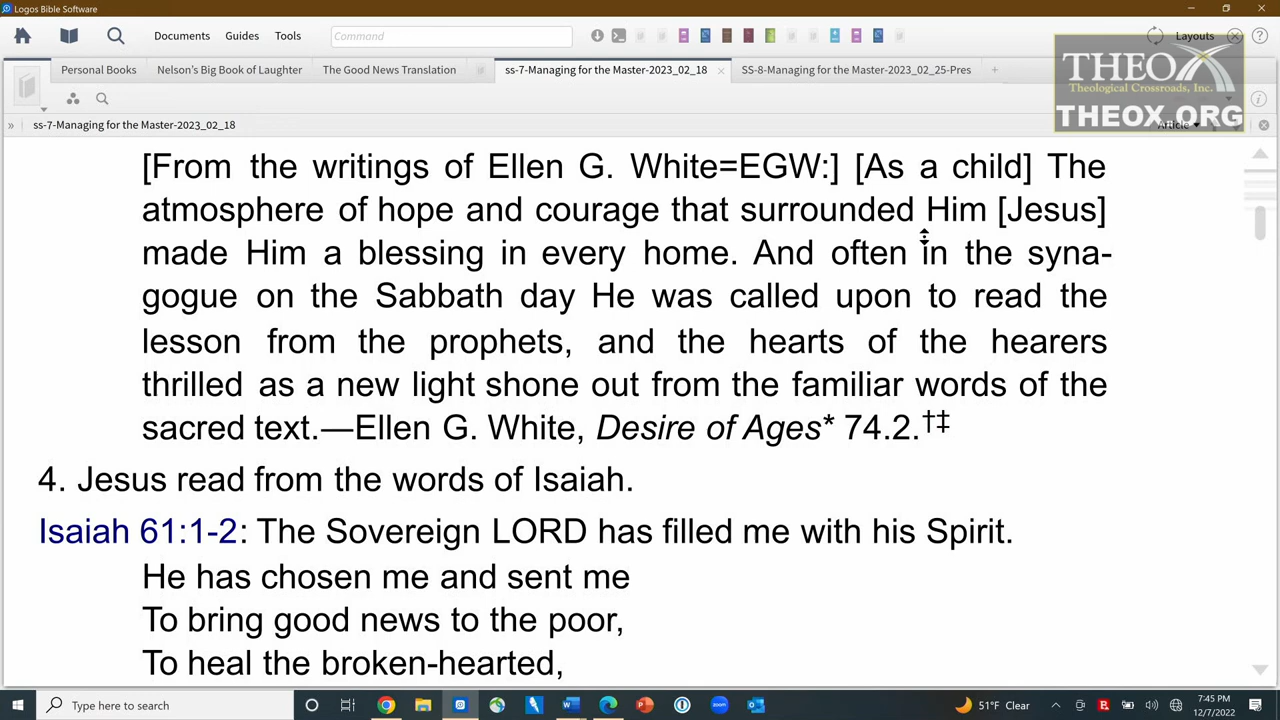 Logos Bible Software
Documents Guides Tools Command Layouts
Personal Books Nelson's Big Book of Laughter The Good News Translation ss-7-Managing for the Master-2023_02_18 SS-8-Managing for the Master-2023_02_25-Pres
THEOX
Theological Crossroads, Inc.
THEOX.ORG
ss-7-Managing for the Master-2023_02_18 Article
[From the writings of Ellen G. White=EGW:] [As a child] The
atmosphere of hope and courage that surrounded Him [Jesus]
made Him a blessing in every home. And often in the syna-
gogue on the Sabbath day He was called upon to read the
lesson from the prophets, and the hearts of the hearers
thrilled as a new light shone out from the familiar words of the
sacred text.—Ellen G. White, Desire of Ages* 74.2.†‡
4. Jesus read from the words of Isaiah.
Isaiah 61:1-2: The Sovereign LORD has filled me with his Spirit.
He has chosen me and sent me
To bring good news to the poor,
To heal the broken-hearted,
Type here to search
zoom
51°F Clear
7:45 PM
12/7/2022